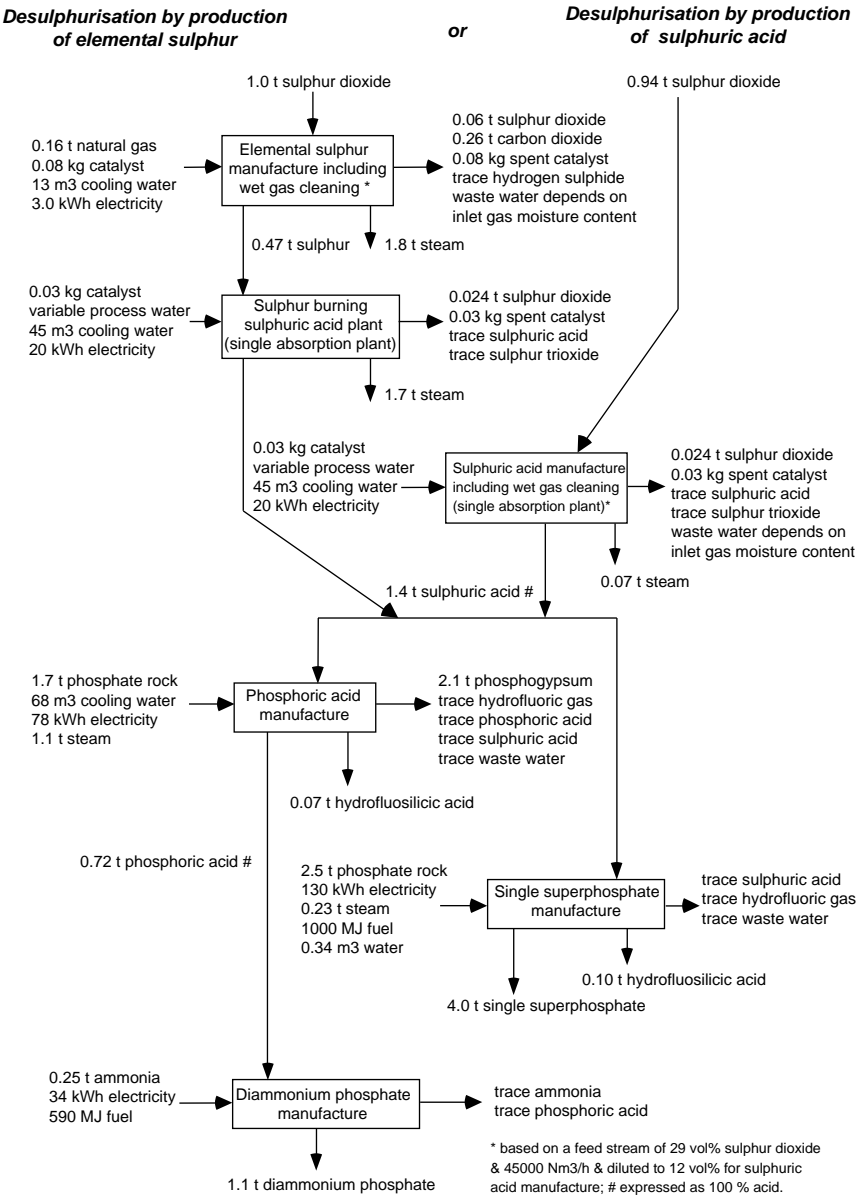 Desulphurisation by production
of elemental sulphur
or
Desulphurisation by production
of sulphuric acid
1.0 t sulphur dioxide
0.94 t sulphur dioxide
0.16 t natural gas
0.08 kg catalyst
13 m3 cooling water
3.0 kWh electricity
Elemental sulphur
manufacture including
wet gas cleaning *
0.06 t sulphur dioxide
0.26 t carbon dioxide
0.08 kg spent catalyst
trace hydrogen sulphide
waste water depends on
inlet gas moisture content
0.47 t sulphur
1.8 t steam
0.03 kg catalyst
variable process water
45 m3 cooling water
20 kWh electricity
Sulphur burning
sulphuric acid plant
(single absorption plant)
0.024 t sulphur dioxide
0.03 kg spent catalyst
trace sulphuric acid
trace sulphur trioxide
1.7 t steam
0.03 kg catalyst
variable process water
45 m3 cooling water
20 kWh electricity
Sulphuric acid manufacture
including wet gas cleaning
(single absorption plant)*
0.024 t sulphur dioxide
0.03 kg spent catalyst
trace sulphuric acid
trace sulphur trioxide
waste water depends on
inlet gas moisture content
0.07 t steam
1.4 t sulphuric acid #
1.7 t phosphate rock
68 m3 cooling water
78 kWh electricity
1.1 t steam
Phosphoric acid
manufacture
2.1 t phosphogypsum
trace hydrofluoric gas
trace phosphoric acid
trace sulphuric acid
trace waste water
0.07 t hydrofluosilicic acid
0.72 t phosphoric acid #
2.5 t phosphate rock
130 kWh electricity
0.23 t steam
1000 MJ fuel
0.34 m3 water
Single superphosphate
manufacture
trace sulphuric acid
trace hydrofluoric gas
trace waste water
0.10 t hydrofluosilicic acid
4.0 t single superphosphate
0.25 t ammonia
34 kWh electricity
590 MJ fuel
Diammonium phosphate
manufacture
trace ammonia
trace phosphoric acid
1.1 t diammonium phosphate
* based on a feed stream of 29 vol% sulphur dioxide
& 45000 Nm3/h & diluted to 12 vol% for sulphuric
acid manufacture; # expressed as 100 % acid.